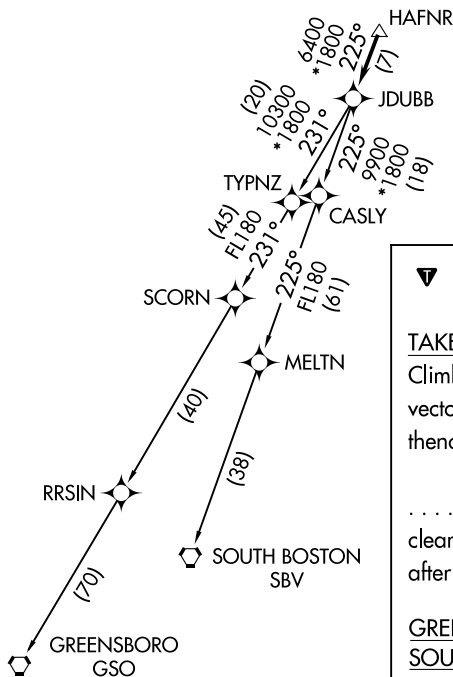 HAFNR
6400
*1800
225°
(7)
JDUBB
(20)
10300
*1800
231°
225°
9900
*1800
(18)
TYPNZ
CASLY
(45)
FL180
231°
225°
FL180
(61)
SCORN
MELTN
(40)
(38)
RRSIN
SOUTH BOSTON
SBV
(70)
GREENSBORO
GSO
T
TAKE
Climb
vecto
thenc
. . . .
clear
after
GREE
SOU